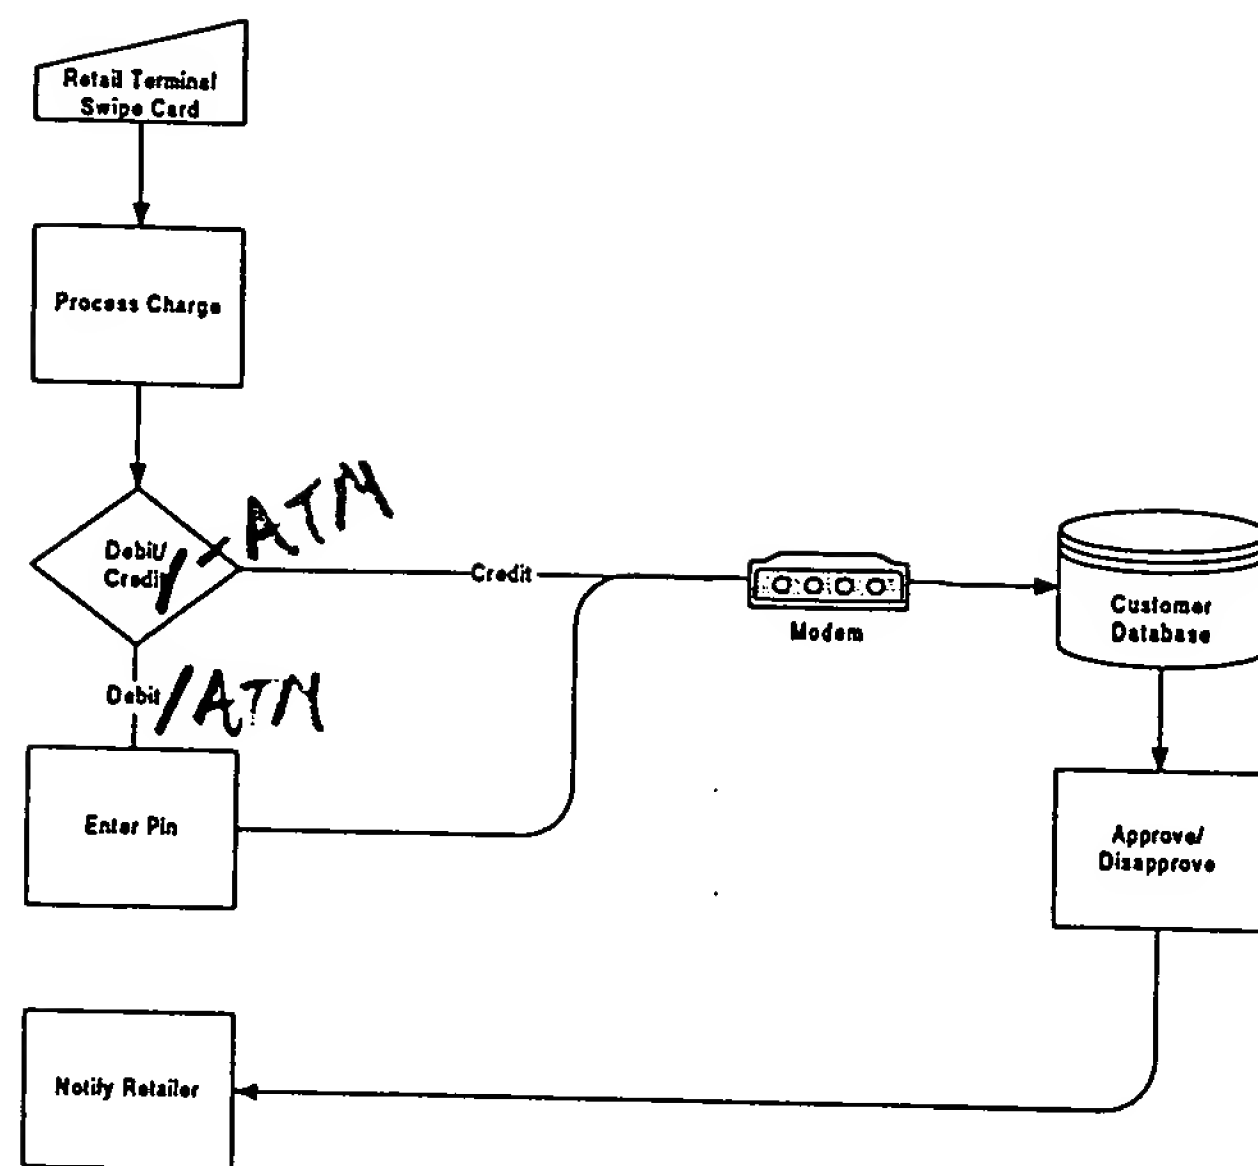 Retail Terminal
Swipe Card
Process Charge
Debit/
Credit
/-ATM
Credit
Modem
Customer
Database
Debit
/ATM
Enter Pin
Approve/
Disapprove
Notify Retailer